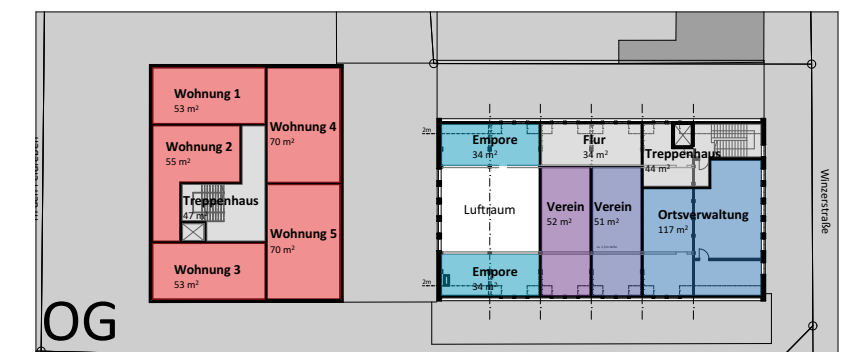 Wohnung 1
53 m²
Wohnung 2
55 m²
Wohnung 4
70 m²
Treppenhaus
47 m²
Wohnung 5
70 m²
Wohnung 3
53 m²
OG
2m
Empore
34 m²
Flur
34 m²
Treppenhaus
44 m²
Luftraum
Verein
52 m²
Verein
51 m²
Ortsverwaltung
117 m²
Empore
34 m²
2m
Winzerstraße